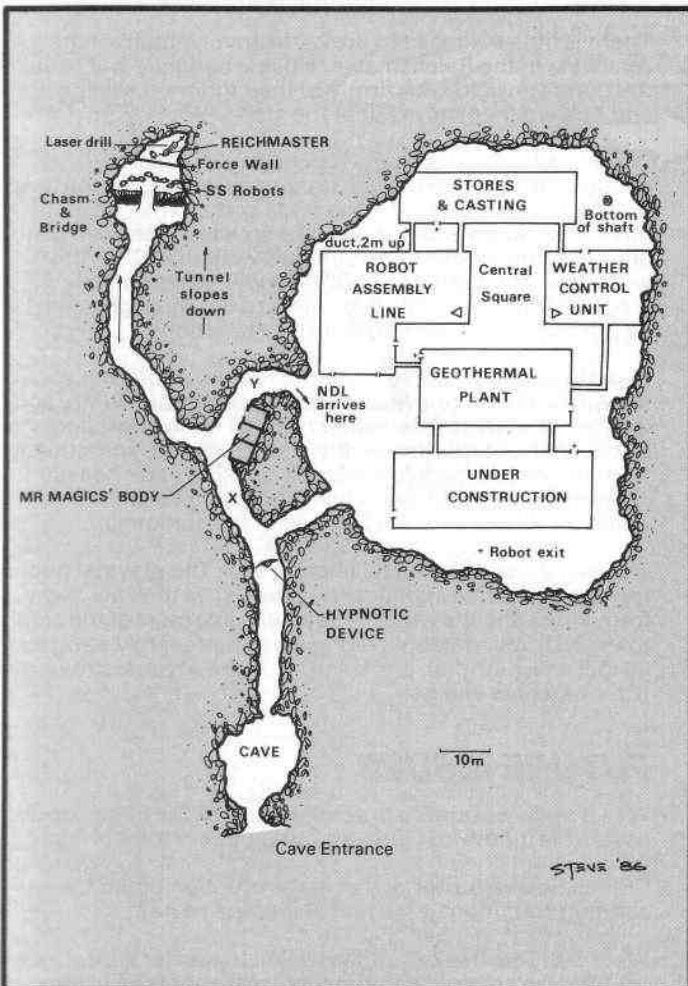 Laser drill
REICHMASTER
Force Wall
SS Robots
Chasm
&
Bridge
Tunnel
slopes
down
STORES
& CASTING
Bottom
of shaft
duct, 2m up
ROBOT
ASSEMBLY
LINE
Central
Square
WEATHER
CONTROL
UNIT
Y
NDL
arrives
here
GEOTHERMAL
PLANT
MR MAGICS' BODY
X
UNDER
CONSTRUCTION
Robot exit
HYPNOTIC
DEVICE
CAVE
10m
Cave Entrance
STEVE '86